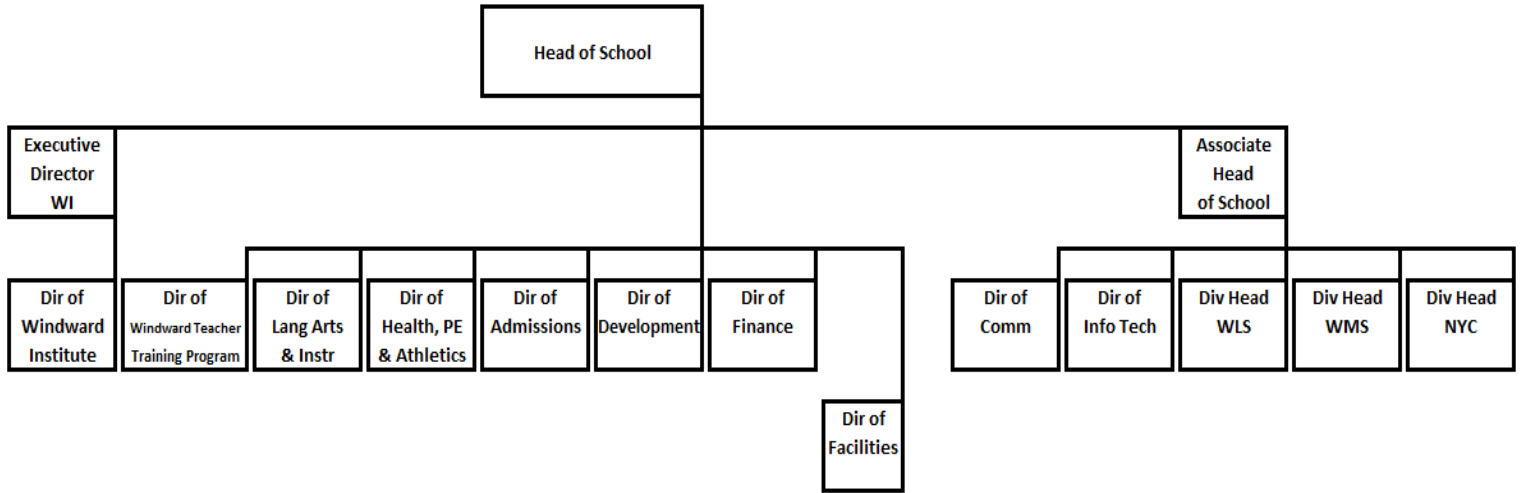 Head of School
Executive
Director
WI
Associate
Head
of School
Dir of
Windward
Institute
Dir of
Windward Teacher
Training Program
Dir of
Lang Arts
& Instr
Dir of
Health, PE
& Athletics
Dir of
Admissions
Dir of
Development
Dir of
Finance
Dir of
Comm
Dir of
Info Tech
Div Head
WLS
Div Head
WMS
Div Head
NYC
Dir of
Facilities